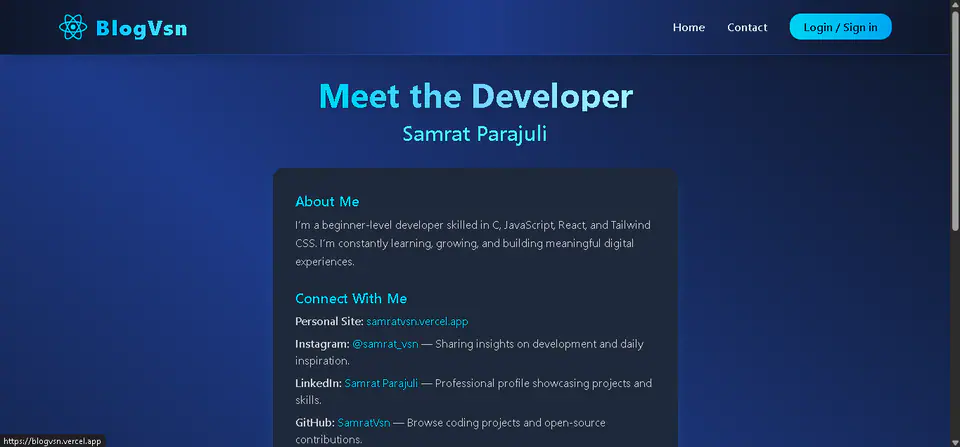 BlogVsn
Home
Contact
Login / Sign in
Meet the Developer
Samrat Parajuli
About Me
I'm a beginner-level developer skilled in C, JavaScript, React, and Tailwind
CSS. I'm constantly learning, growing, and building meaningful digital
experiences.
Connect With Me
Personal Site: samratvsn.vercel.app
Instagram: @samrat_vsn — Sharing insights on development and daily
inspiration.
LinkedIn: Samrat Parajuli — Professional profile showcasing projects and
skills.
GitHub: SamratVsn — Browse coding projects and open-source
contributions.
https://blogvsn.vercel.app